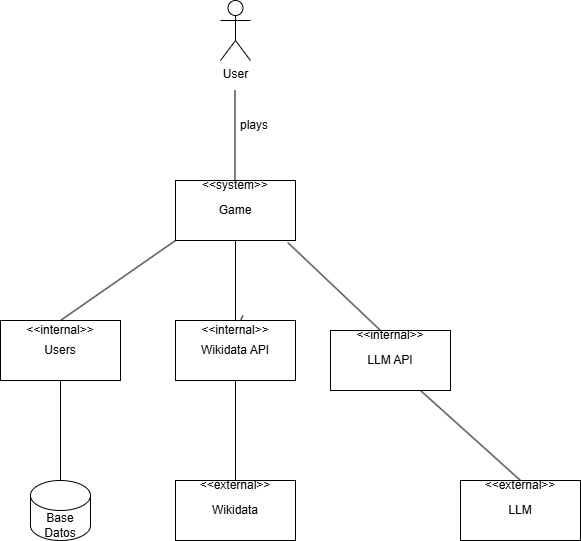 User
plays
<<system>>
Game
<<internal>>
Users
<<internal>>
Wikidata API
<<internal>>
LLM API
Base
Datos
<<external>>
Wikidata
<<external>>
LLM